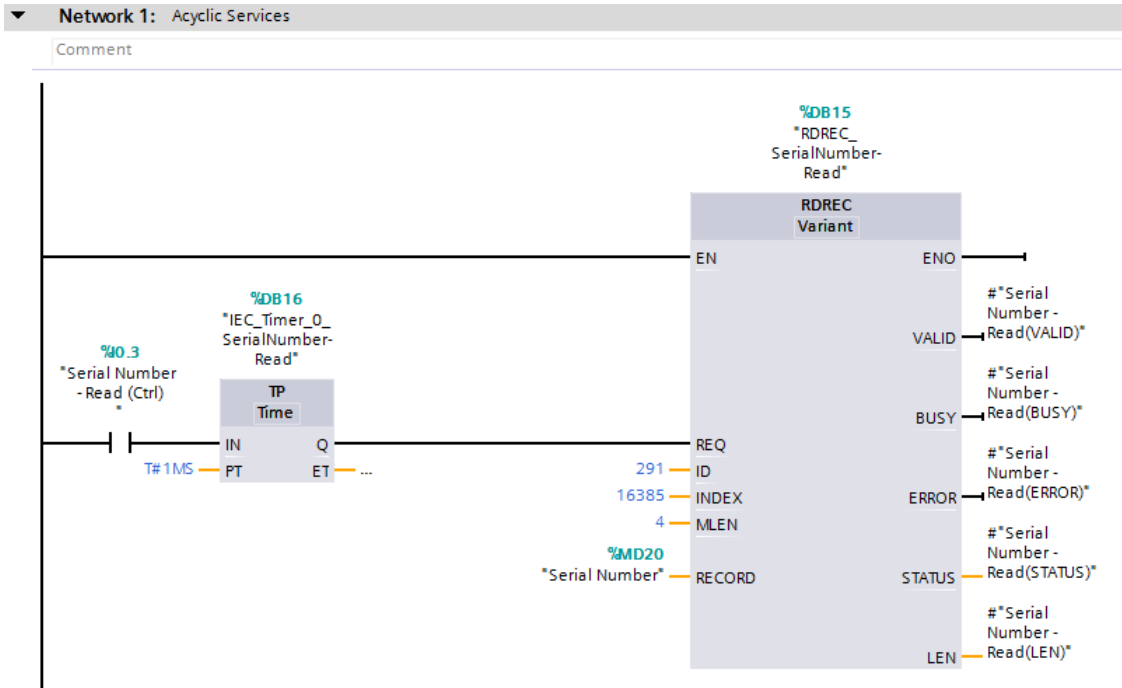 Network 1: Acyclic Services
Comment
%DB15
"RDREC_
SerialNumber-
Read"
RDREC
Variant
EN ENO
%DB16
"IEC_Timer_0_
SerialNumber-
Read"
#"Serial
Number -
Read(VALID)"
VALID
%I0.3
"Serial Number
- Read (Ctrl)
"
TP
Time
#"Serial
Number -
Read(BUSY)"
BUSY
IN Q
REQ
T#1MS PT ET ...
291 ID
#"Serial
Number -
Read(ERROR)"
16385 INDEX ERROR
4 MLEN
%MD20
"Serial Number" RECORD
#"Serial
Number -
Read(STATUS)"
STATUS
#"Serial
Number -
Read(LEN)"
LEN